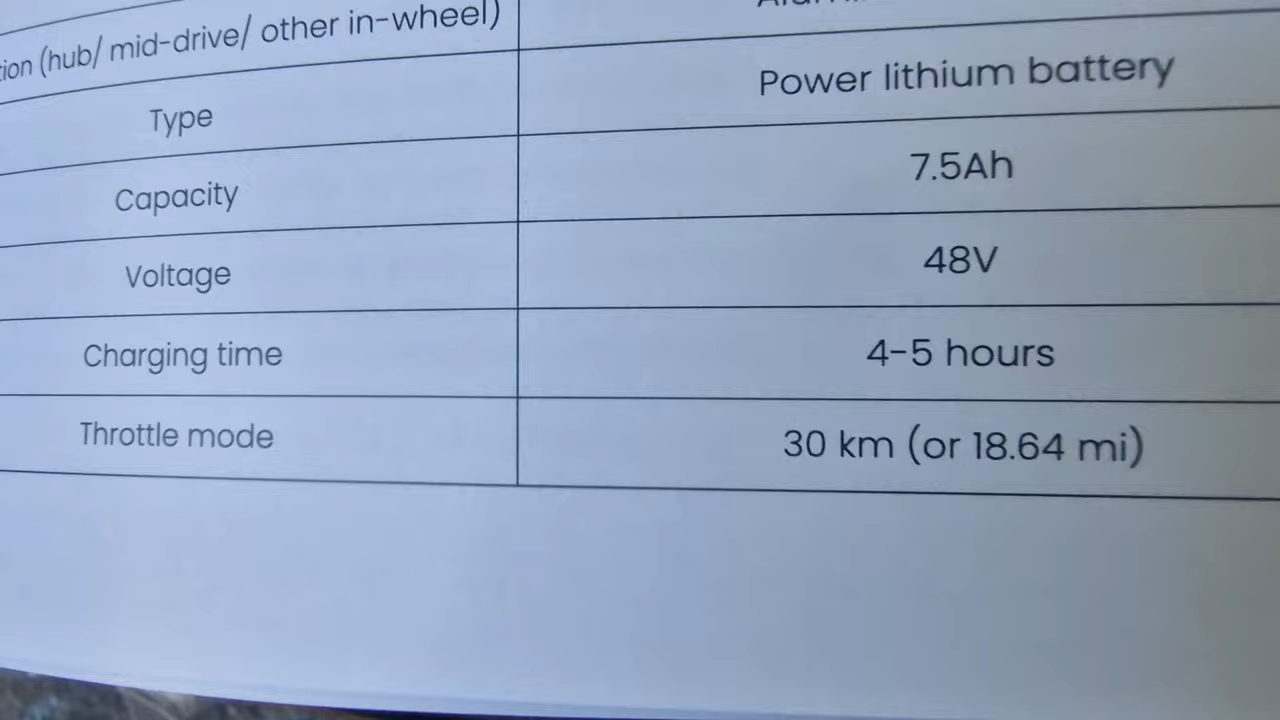 (hub/ mid-drive/ other in-wheel)
Type
Power lithium battery
Capacity
7.5Ah
Voltage
48V
Charging time
4-5 hours
Throttle mode
30 km (or 18.64 mi)